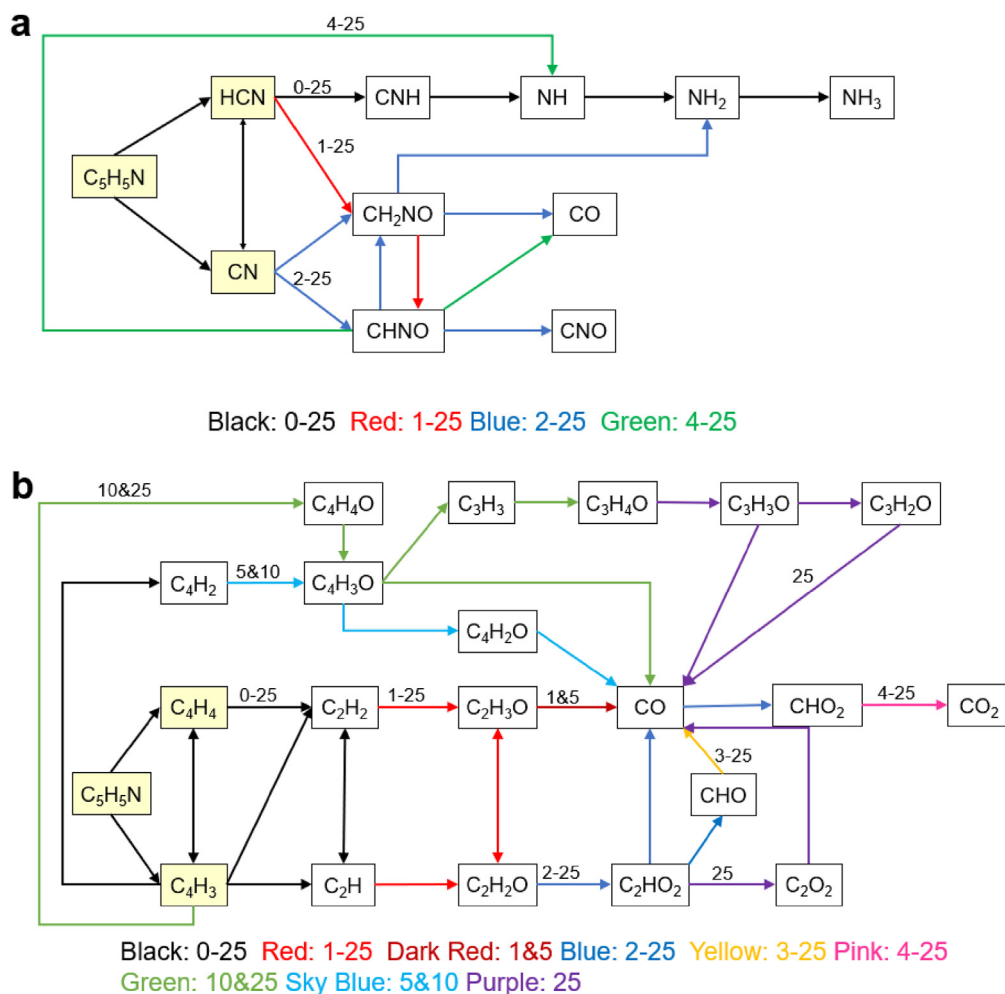 a
4-25
HCN 0-25 CNH NH NH₂ NH₃
1-25
C₅H₅N
CH₂NO CO
CN
2-25
CHNO CNO
Black: 0-25 Red: 1-25 Blue: 2-25 Green: 4-25
b
10&25
C₄H₄O C₃H₃ C₃H₄O C₃H₃O C₃H₂O
C₄H₂ 5&10 C₄H₃O 25
C₄H₂O
C₄H₄ 0-25 C₂H₂ 1-25 C₂H₃O 1&5 CO CHO₂ 4-25 CO₂
3-25
C₅H₅N CHO
C₄H₃ C₂H C₂H₂O 2-25 C₂HO₂ 25 C₂O₂
Black: 0-25 Red: 1-25 Dark Red: 1&5 Blue: 2-25 Yellow: 3-25 Pink: 4-25
Green: 10&25 Sky Blue: 5&10 Purple: 25